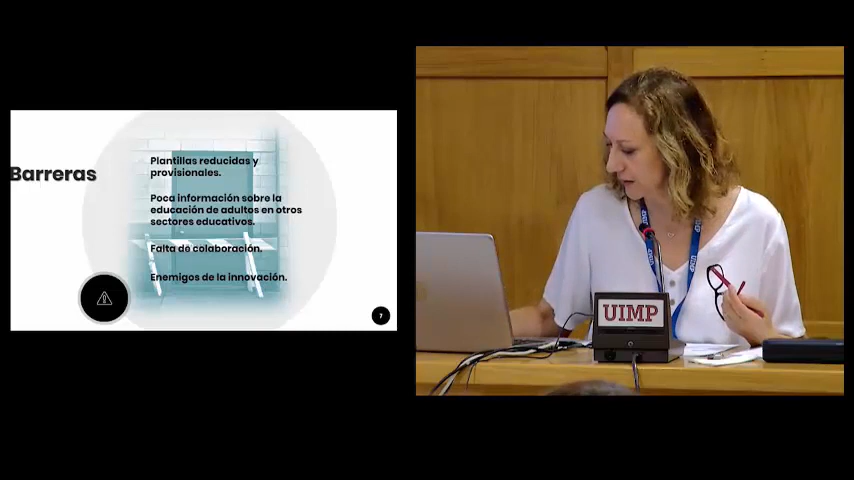 Barreras
Plantillas reducidas y
provisionales.
Poca información sobre la
educación de adultos en otros
sectores educativos.
Falta de colaboración.
Enemigos de la innovación.
7
UIMP
UIMP